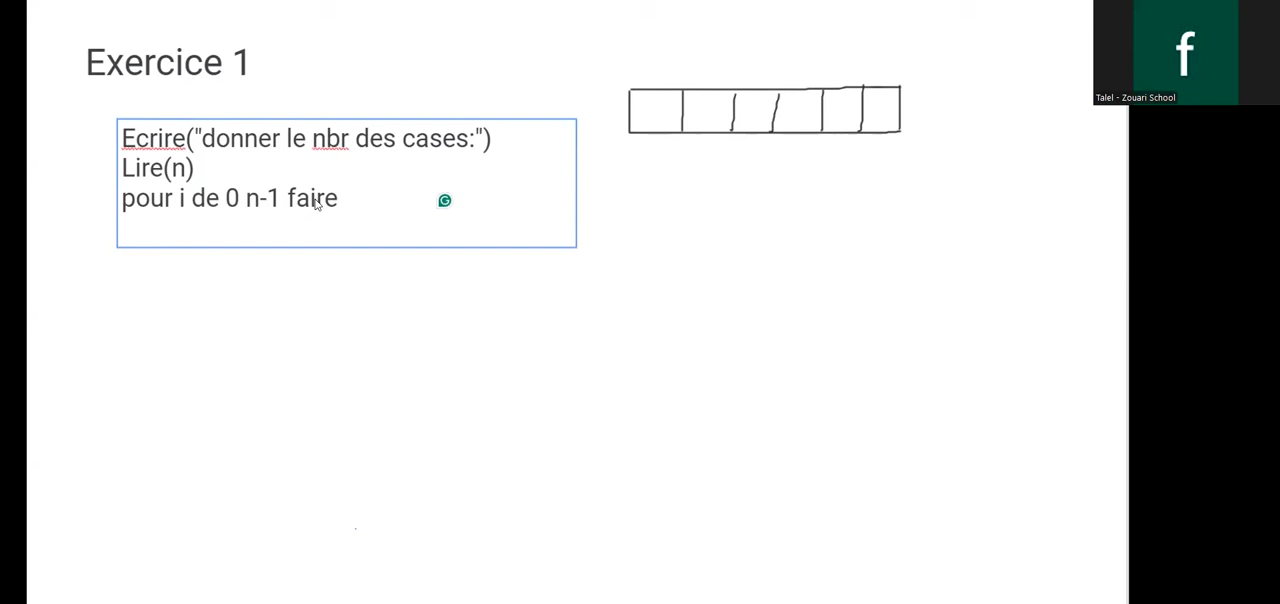 Exercice 1
Ecrire("donner le nbr des cases:")
Lire(n)
pour i de 0 n-1 faire
f
Talel - Zouari School